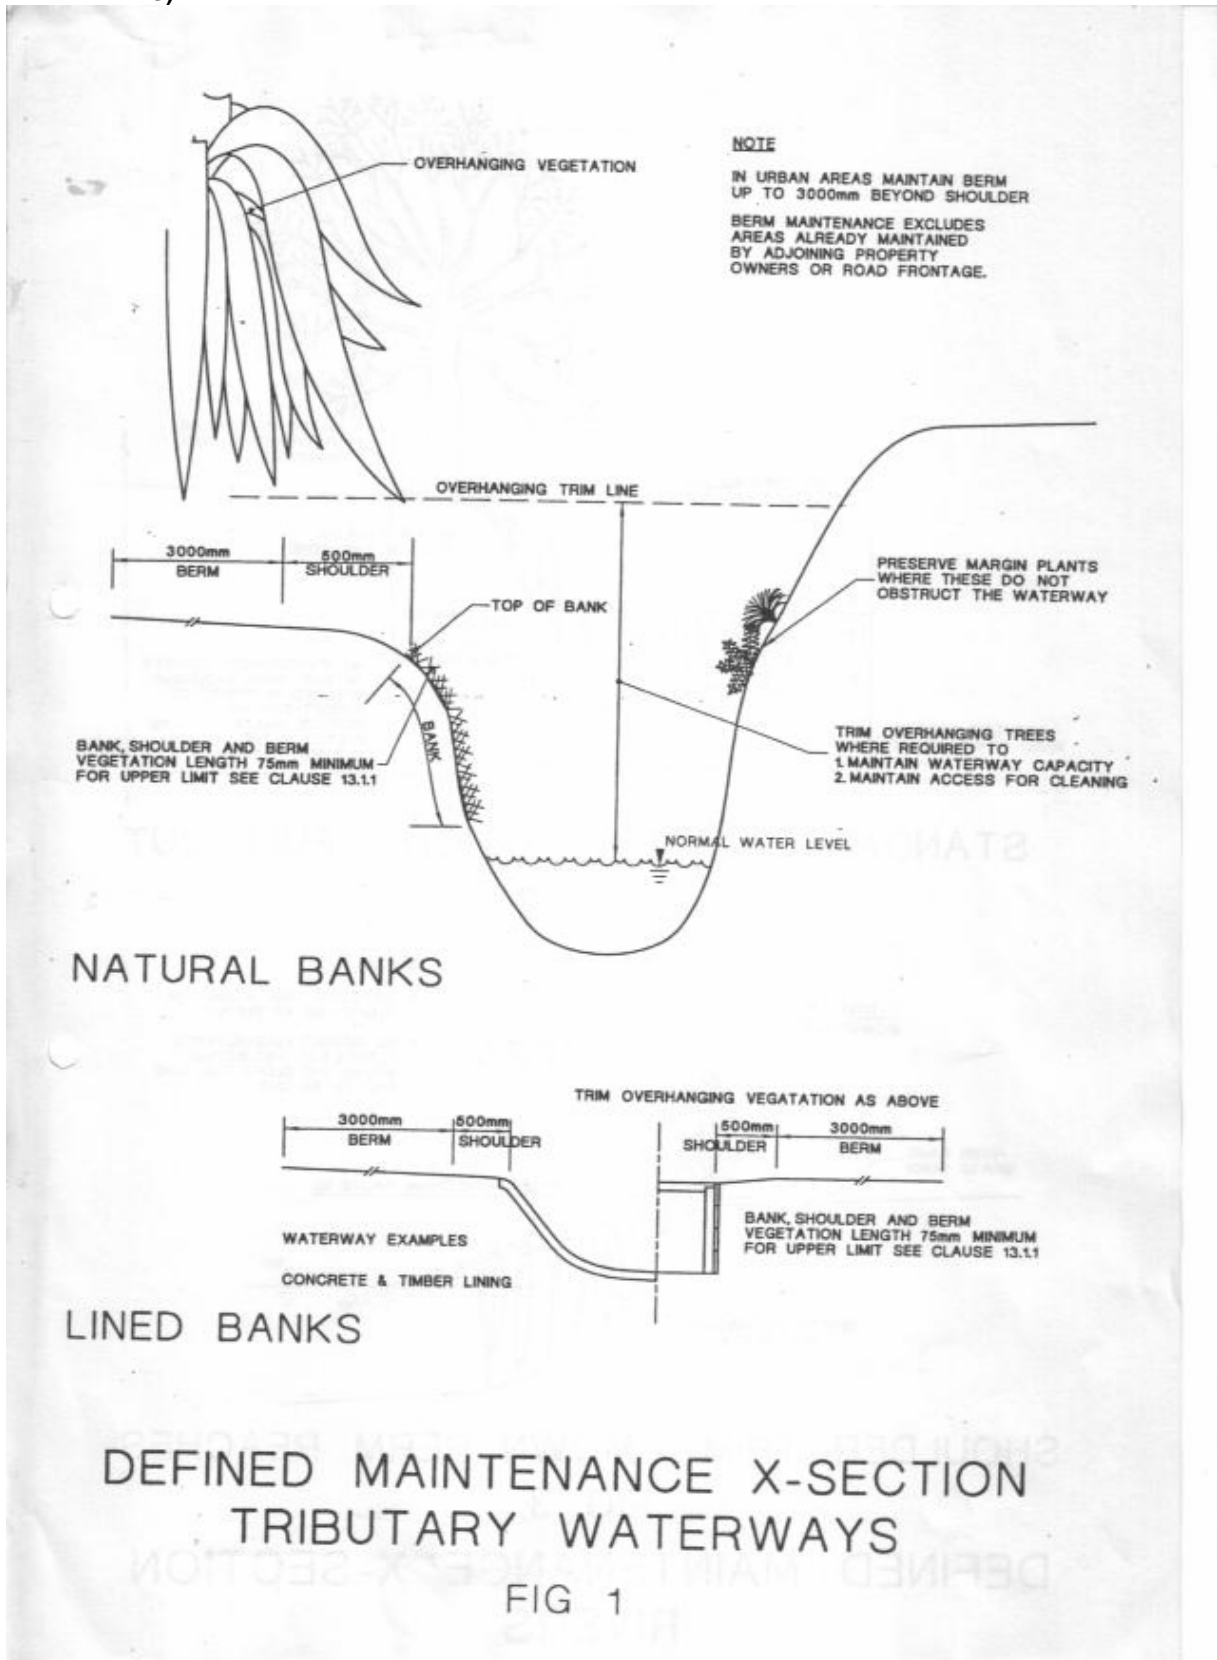 OVERHANGING VEGETATION
NOTE
IN URBAN AREAS MAINTAIN BERM
UP TO 3000mm BEYOND SHOULDER
BERM MAINTENANCE EXCLUDES
AREAS ALREADY MAINTAINED
BY ADJOINING PROPERTY
OWNERS OR ROAD FRONTAGE.
OVERHANGING TRIM LINE
3000mm
BERM
500mm
SHOULDER
TOP OF BANK
PRESERVE MARGIN PLANTS
WHERE THESE DO NOT
OBSTRUCT THE WATERWAY
BANK
BANK, SHOULDER AND BERM
VEGETATION LENGTH 75mm MINIMUM
FOR UPPER LIMIT SEE CLAUSE 13.1.1
TRIM OVERHANGING TREES
WHERE REQUIRED TO
1. MAINTAIN WATERWAY CAPACITY
2. MAINTAIN ACCESS FOR CLEANING
NORMAL WATER LEVEL
NATURAL BANKS
TRIM OVERHANGING VEGATATION AS ABOVE
3000mm
BERM
500mm
SHOULDER
500mm
SHOULDER
3000mm
BERM
WATERWAY EXAMPLES
CONCRETE & TIMBER LINING
BANK, SHOULDER AND BERM
VEGETATION LENGTH 75mm MINIMUM
FOR UPPER LIMIT SEE CLAUSE 13.1.1
LINED BANKS
DEFINED MAINTENANCE X-SECTION
TRIBUTARY WATERWAYS
FIG 1